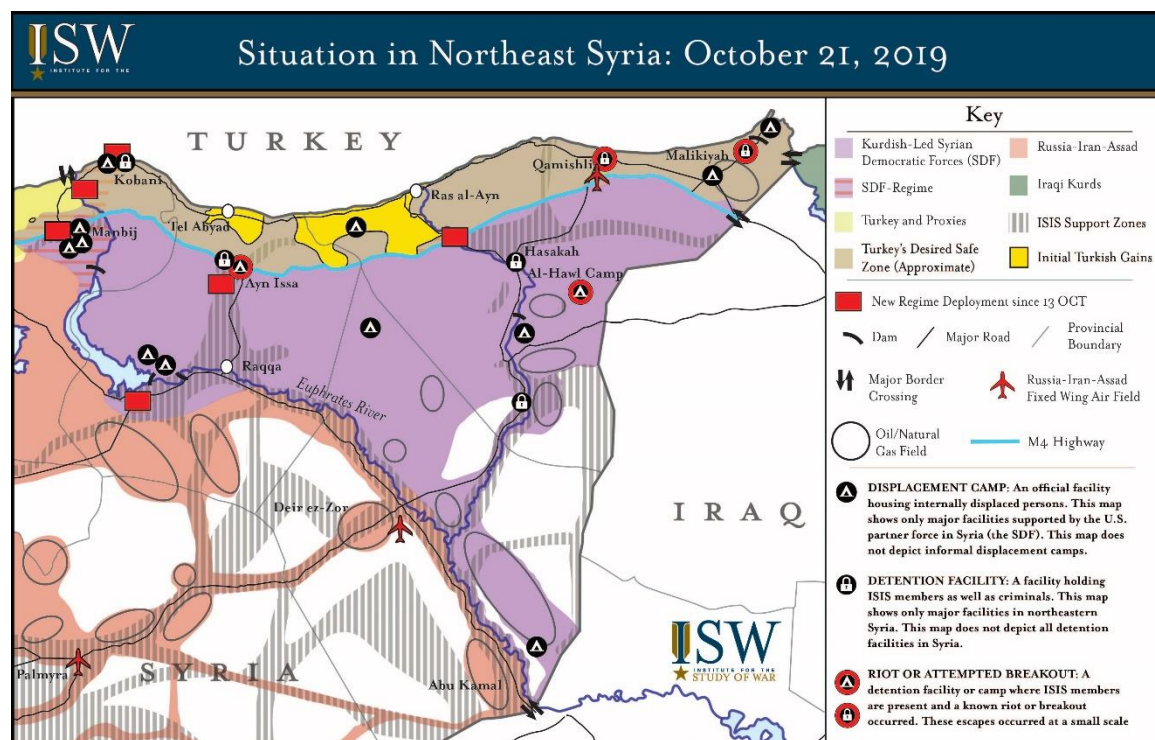 ISW
INSTITUTE FOR THE
Situation in Northeast Syria: October 21, 2019
TURKEY
Kobani
Manbij
Tel Abyad
Ras al-Ayn
Qamishli
Malikiyah
Ayn Issa
Hasakah
Al-Hawl Camp
Raqqa
Euphrates River
Deir ez-Zor
IRAQ
Palmyra
SYRIA
Abu Kamal
ISW
INSTITUTE FOR THE
STUDY OF WAR
Key
Kurdish-Led Syrian
Democratic Forces (SDF)
Russia-Iran-Assad
SDF-Regime
Iraqi Kurds
Turkey and Proxies
ISIS Support Zones
Turkey's Desired Safe
Zone (Approximate)
Initial Turkish Gains
New Regime Deployment since 13 OCT
Dam
Major Road
Provincial
Boundary
Major Border
Crossing
Russia-Iran-Assad
Fixed Wing Air Field
Oil/Natural
Gas Field
M4 Highway
DISPLACEMENT CAMP: An official facility
housing internally displaced persons. This map
shows only major facilities supported by the U.S.
partner force in Syria (the SDF). This map does
not depict informal displacement camps.
DETENTION FACILITY: A facility holding
ISIS members as well as criminals. This map
shows only major facilities in northeastern
Syria. This map does not depict all detention
facilities in Syria.
RIOT OR ATTEMPTED BREAKOUT: A
detention facility or camp where ISIS members
are present and a known riot or breakout
occurred. These escapes occurred at a small scale